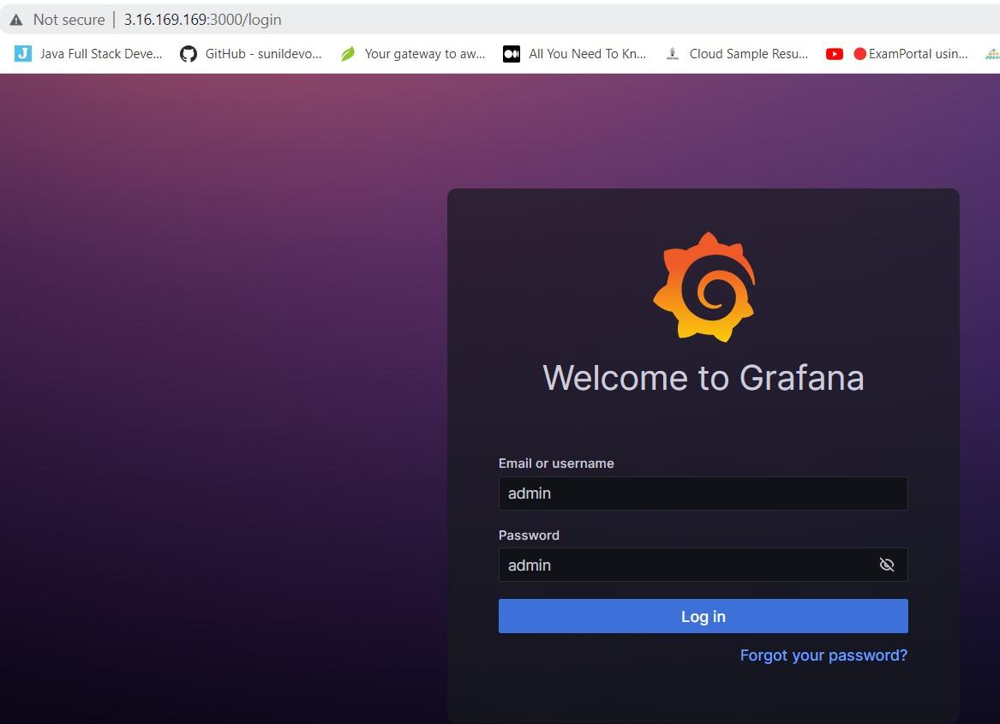 Not secure 3.16.169.169:3000/login
Java Full Stack Deve... GitHub - sunildevo... Your gateway to aw... All You Need To Kn... Cloud Sample Resu... ExamPortal usin...
Welcome to Grafana
Email or username
admin
Password
admin
Log in
Forgot your password?